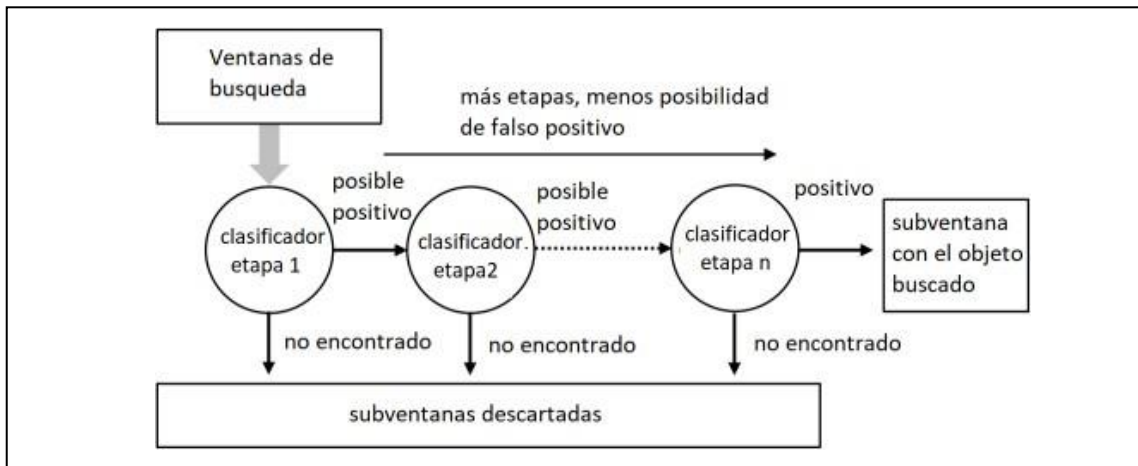 Ventanas de
busqueda
más etapas, menos posibilidad
de falso positivo
posible
positivo
posible
positivo
positivo
clasificador
etapa 1
clasificador.
etapa2
clasificador
etapa n
subventana
con el objeto
buscado
no encontrado
no encontrado
no encontrado
subventanas descartadas